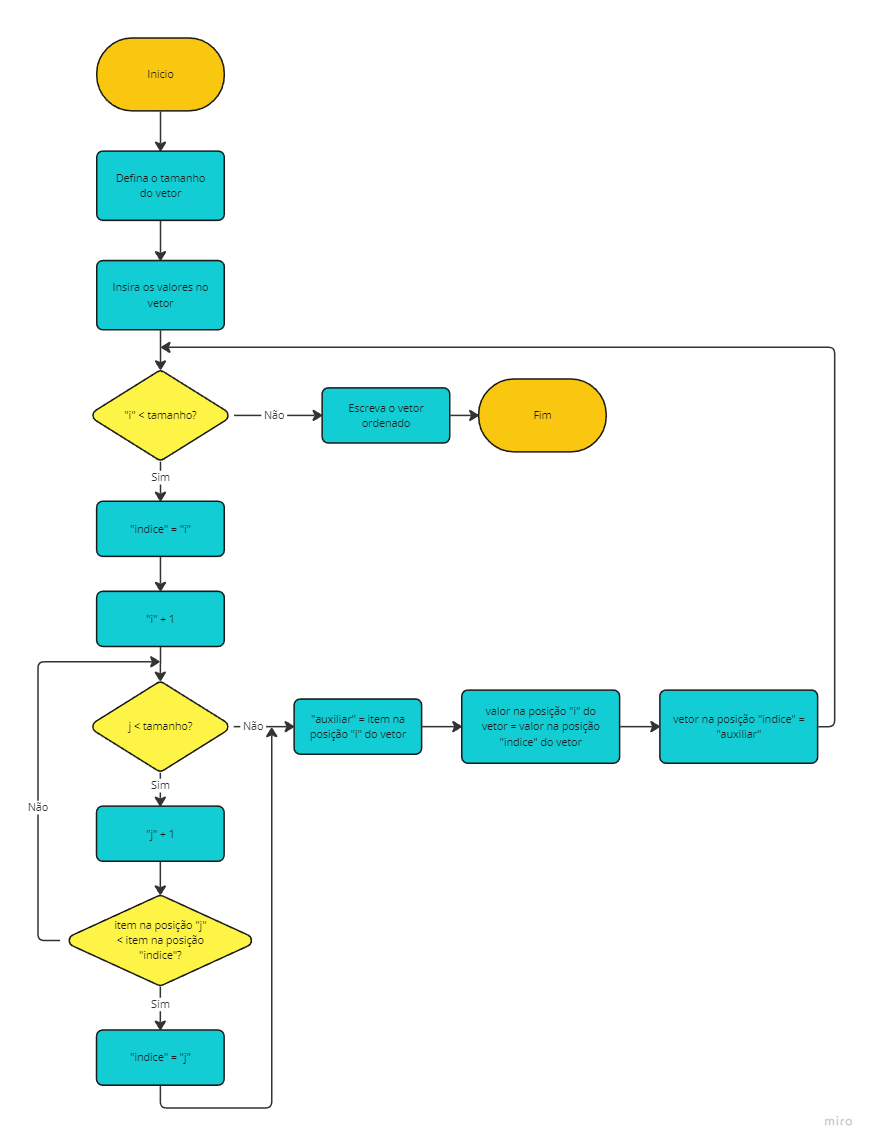 Inicio
Defina o tamanho
do vetor
Insira os valores no
vetor
"i" < tamanho?
Não
Escreva o vetor
ordenado
Fim
Sim
"indice" = "i"
"i" + 1
j < tamanho?
Não
"auxiliar" = item na
posição "i" do vetor
valor na posição "i" do
vetor = valor na posição
"indice" do vetor
vetor na posição "indice" =
"auxiliar"
Sim
Não
"j" + 1
item na posição "j"
< item na posição
"indice"?
Sim
"indice" = "j"
miro